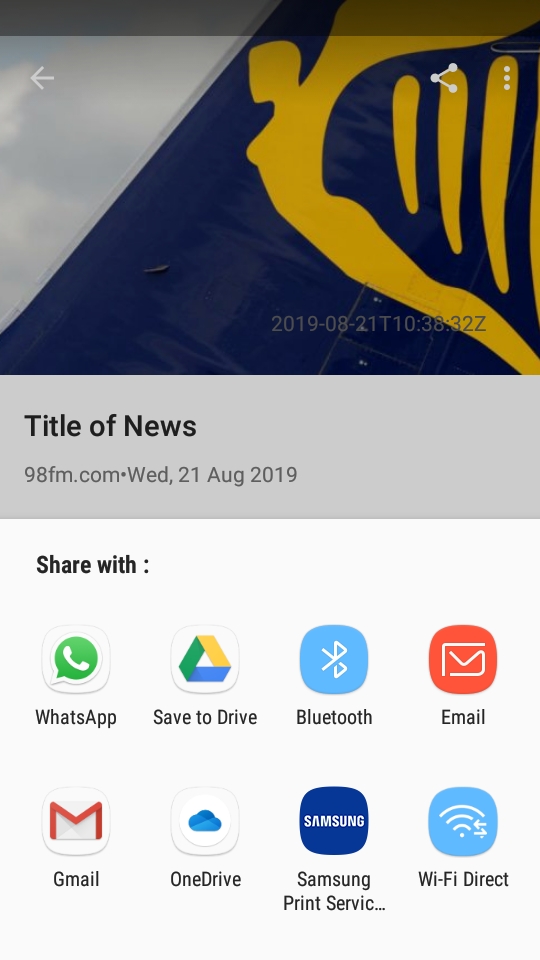 2019-08-21T10:38:32Z
Title of News
98fm.com•Wed, 21 Aug 2019
Share with :
WhatsApp
Save to Drive
Bluetooth
Email
SAMSUNG
Gmail
OneDrive
Samsung
Print Servic...
Wi-Fi Direct